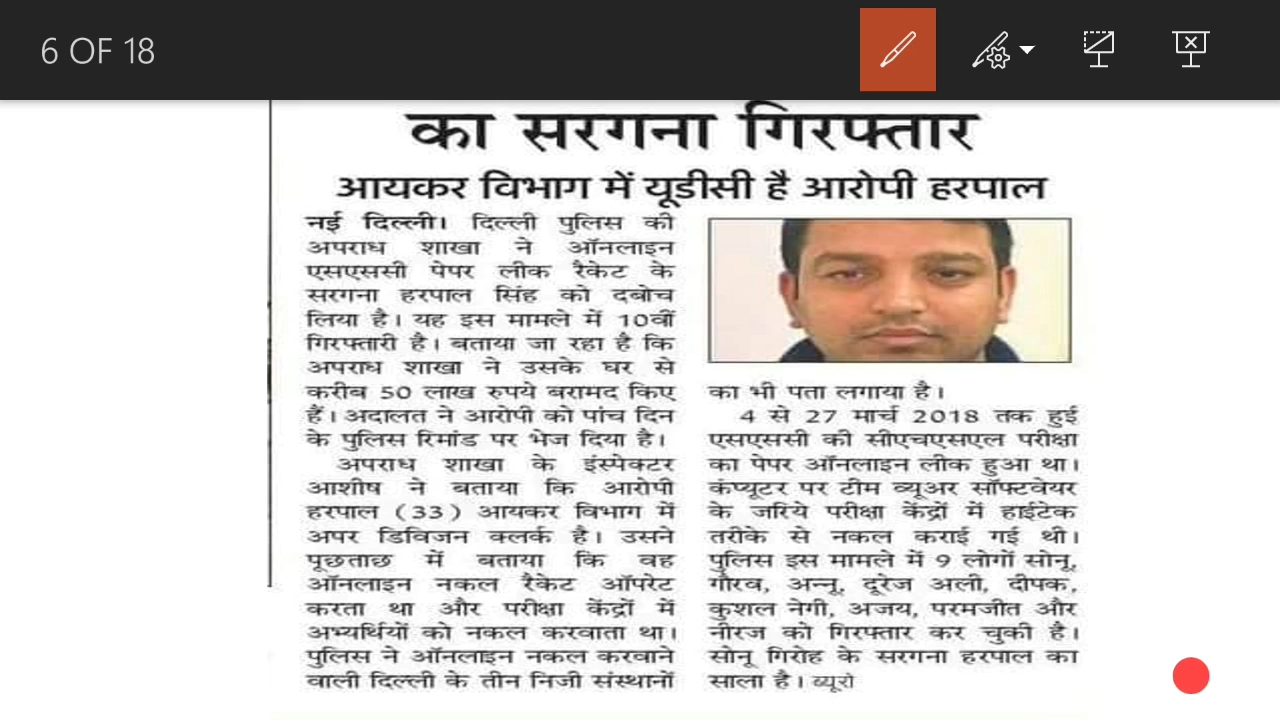 6 OF 18
का सरगना गिरफ्तार
आयकर विभाग में यूडीसी है आरोपी हरपाल
नई दिल्ली। दिल्ली पुलिस की
अपराध शाखा ने ऑनलाइन
एसएससी पेपर लीक रैकेट के
सरगना हरपाल सिंह को दबोच
लिया है। यह इस मामले में 10वीं
गिरफ्तारी है। बताया जा रहा है कि
अपराध शाखा ने उसके घर से
करीब 50 लाख रुपये बरामद किए
हैं। अदालत ने आरोपी को पांच दिन
के पुलिस रिमांड पर भेज दिया है।
अपराध शाखा के इंस्पेक्टर
आशीष ने बताया कि आरोपी
हरपाल (33) आयकर विभाग में
अपर डिविजन क्लर्क है। उसने
पूछताछ में बताया कि वह
ऑनलाइन नकल रैकेट ऑपरेट
करता था और परीक्षा केंद्रों में
अभ्यर्थियों को नकल करवाता था।
पुलिस ने ऑनलाइन नकल करवाने
वाली दिल्ली के तीन निजी संस्थानों
का भी पता लगाया है।
4 से 27 मार्च 2018 तक हुई
एसएससी की सीएचएसएल परीक्षा
का पेपर ऑनलाइन लीक हुआ था।
कंप्यूटर पर टीम व्यूअर सॉफ्टवेयर
के जरिये परीक्षा केंद्रों में हाईटेक
तरीके से नकल कराई गई थी।
पुलिस इस मामले में 9 लोगों सोनू,
गौरव, अन्नू, दूरेज अली, दीपक,
कुशल नेगी, अजय, परमजीत और
नीरज को गिरफ्तार कर चुकी है।
सोनू गिरोह के सरगना हरपाल का
साला है। ब्यूरो